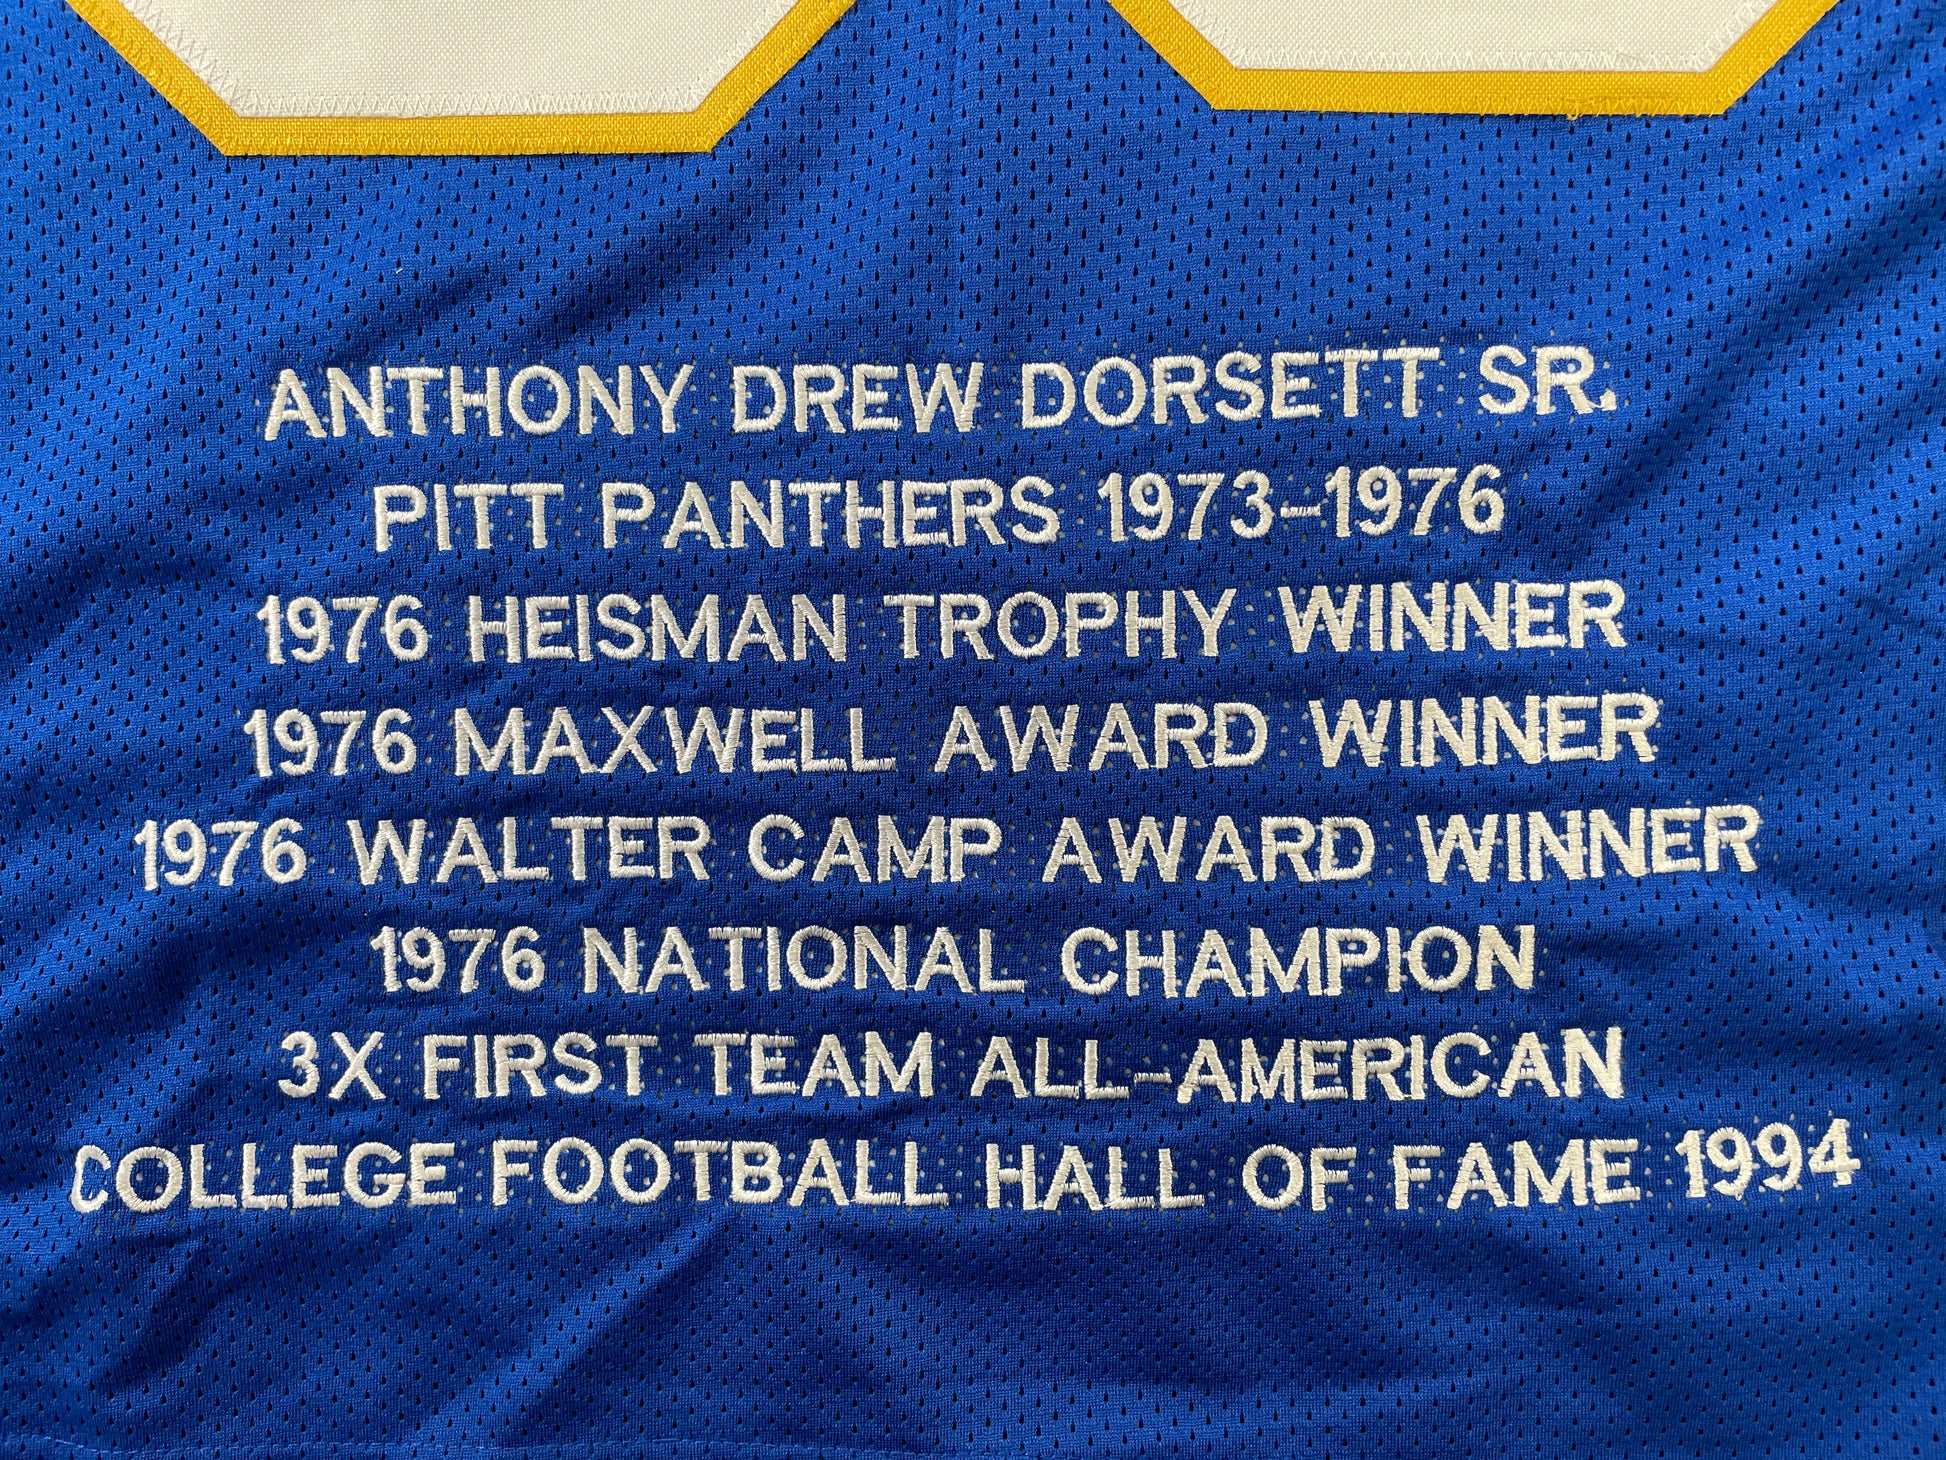 ANTHONY DREW DORSETT SR.
PITT PANTHERS 1973-1976
1976 HEISMAN TROPHY WINNER
1976 MAXWELL AWARD WINNER
1976 WALTER CAMP AWARD WINNER
1976 NATIONAL CHAMPION
3X FIRST TEAM ALL-AMERICAN
COLLEGE FOOTBALL HALL OF FAME 1994